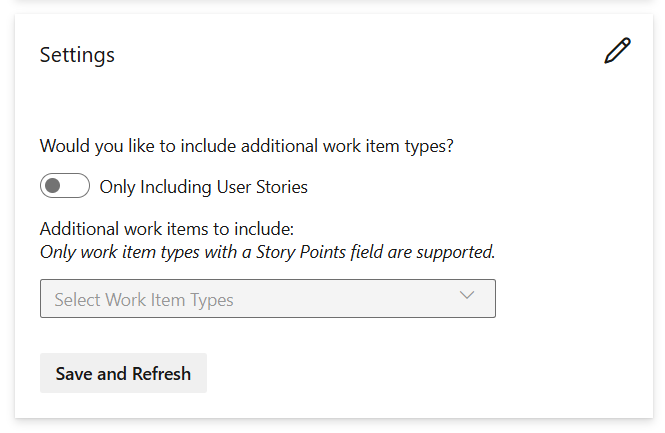 Settings
Would you like to include additional work item types?
Only Including User Stories
Additional work items to include:
Only work item types with a Story Points field are supported.
Select Work Item Types
Save and Refresh